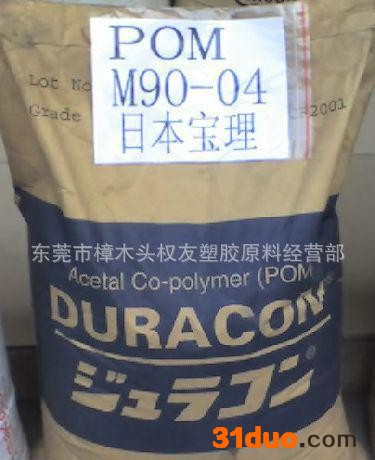 POM
M90-04
日本宝理
Lot No
Grade
2001
东莞市樟木头权友塑胶原料经营部
Acetal Co-polymer (POM
DURACON®
ジュラコン®
31duo.com